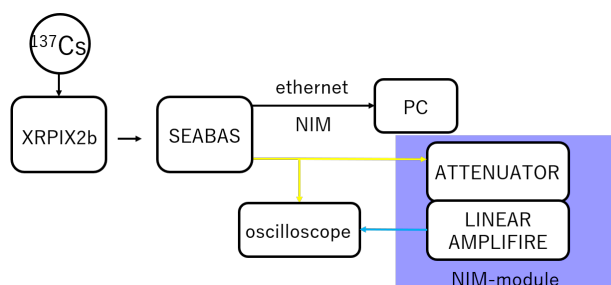 ¹³⁷Cs
ethernet
PC
XRPIX2b
SEABAS
NIM
ATTENUATOR
oscilloscope
LINEAR
AMPLIFIRE
NIM-module